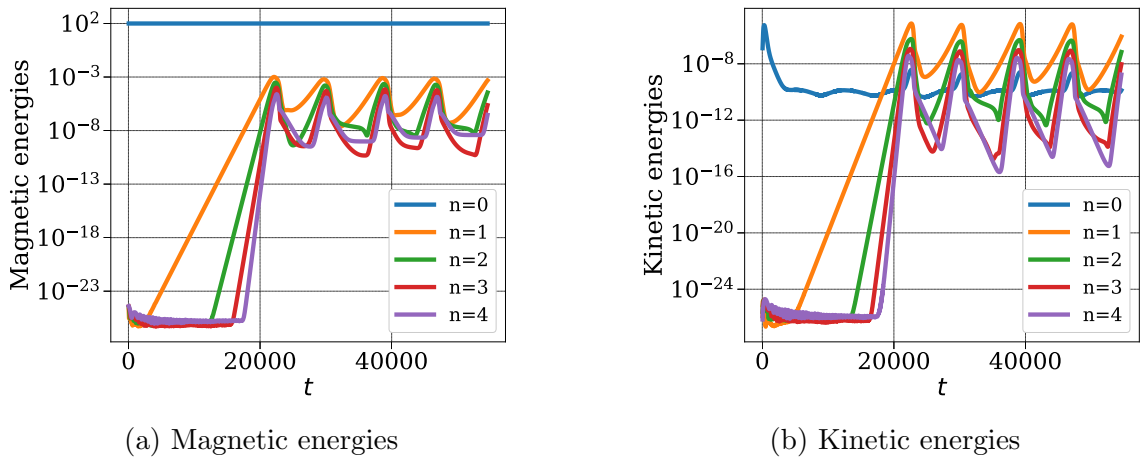 Magnetic energies
10^2
10^-3
10^-8
10^-13
10^-18
10^-23
n=0
n=1
n=2
n=3
n=4
0 20000 40000
t
(a) Magnetic energies
Kinetic energies
10^-8
10^-12
10^-16
10^-20
10^-24
n=0
n=1
n=2
n=3
n=4
0 20000 40000
t
(b) Kinetic energies